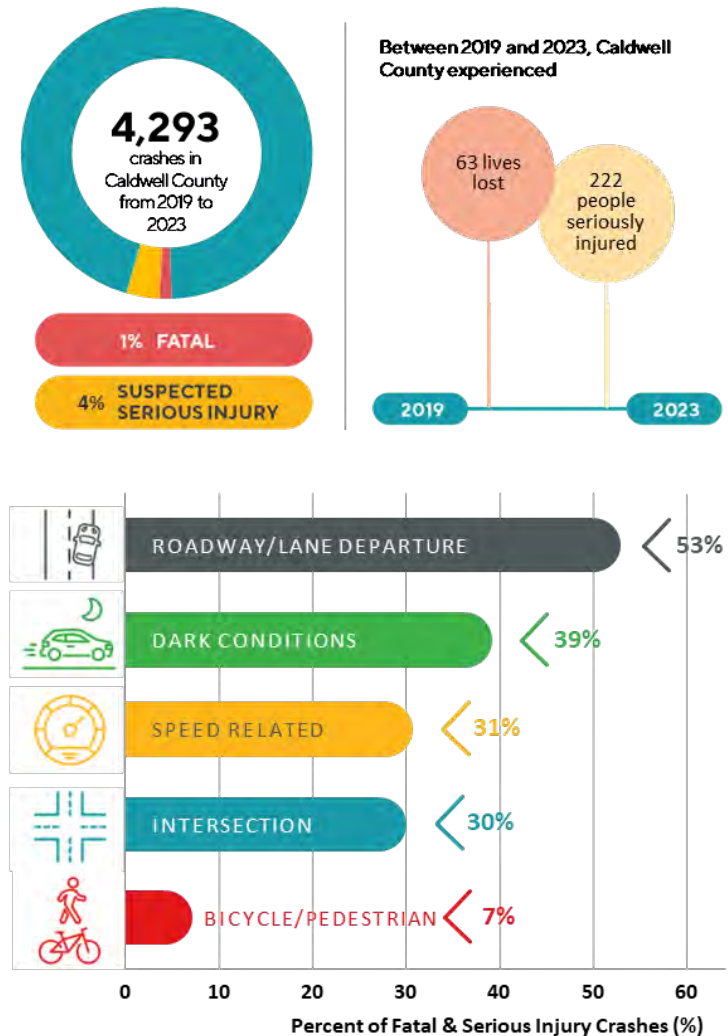 4,293
crashes in
Caldwell County
from 2019 to
2023
1% FATAL
4% SUSPECTED
SERIOUS INJURY
Between 2019 and 2023, Caldwell
County experienced
63 lives
lost
222
people
seriously
injured
2019
2023
ROADWAY/LANE DEPARTURE
53%
DARK CONDITIONS
39%
SPEED RELATED
31%
INTERSECTION
30%
BICYCLE/PEDESTRIAN
7%
0 10 20 30 40 50 60
Percent of Fatal & Serious Injury Crashes (%)